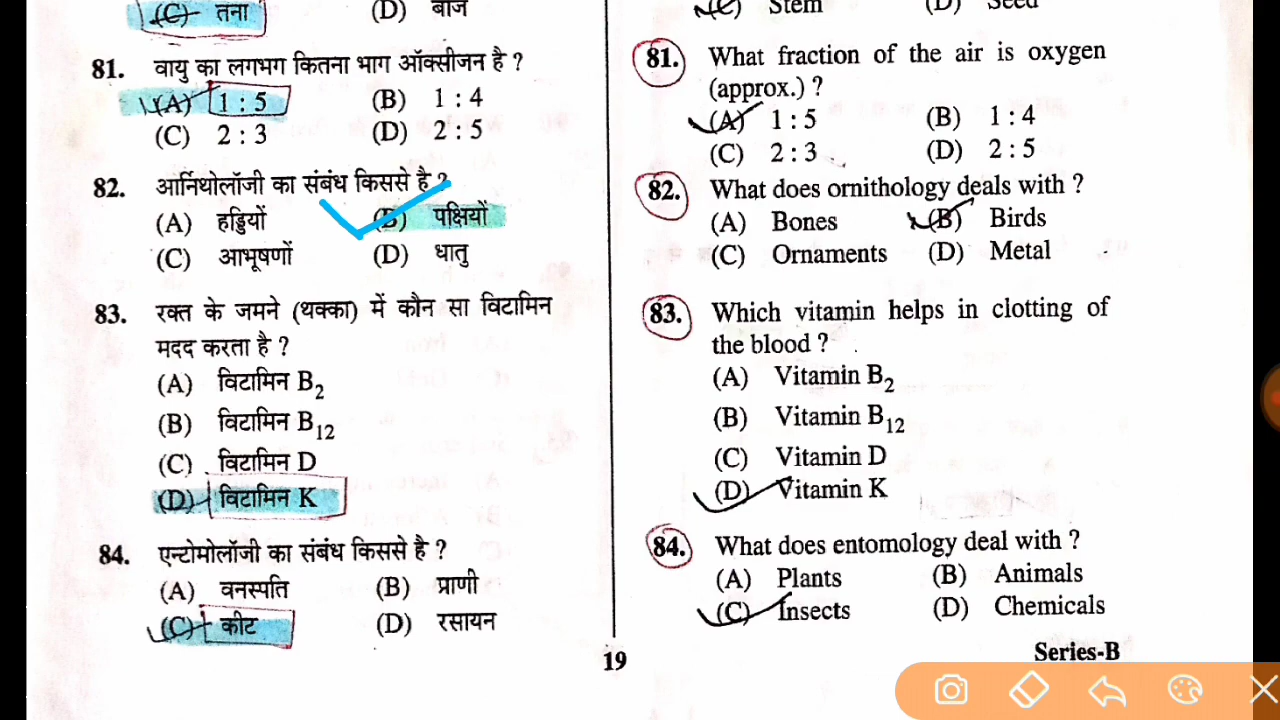 (C) तना (D) बीज
81. वायु का लगभग कितना भाग ऑक्सीजन है ?
(A) 1 : 5 (B) 1 : 4
(C) 2 : 3 (D) 2 : 5
82. आर्निथोलॉजी का संबंध किससे है ?
(A) हड्डियों (B) पक्षियों
(C) आभूषणों (D) धातु
83. रक्त के जमने (थक्का) में कौन सा विटामिन
मदद करता है ?
(A) विटामिन B2
(B) विटामिन B12
(C) विटामिन D
(D) विटामिन K
84. एन्टोमोलॉजी का संबंध किससे है ?
(A) वनस्पति (B) प्राणी
(C) कीट (D) रसायन
(C) Stem (D) Seed
81. What fraction of the air is oxygen
(approx.) ?
(A) 1 : 5 (B) 1 : 4
(C) 2 : 3 (D) 2 : 5
82. What does ornithology deals with ?
(A) Bones (B) Birds
(C) Ornaments (D) Metal
83. Which vitamin helps in clotting of
the blood ?
(A) Vitamin B2
(B) Vitamin B12
(C) Vitamin D
(D) Vitamin K
84. What does entomology deal with ?
(A) Plants (B) Animals
(C) Insects (D) Chemicals
19
Series-B